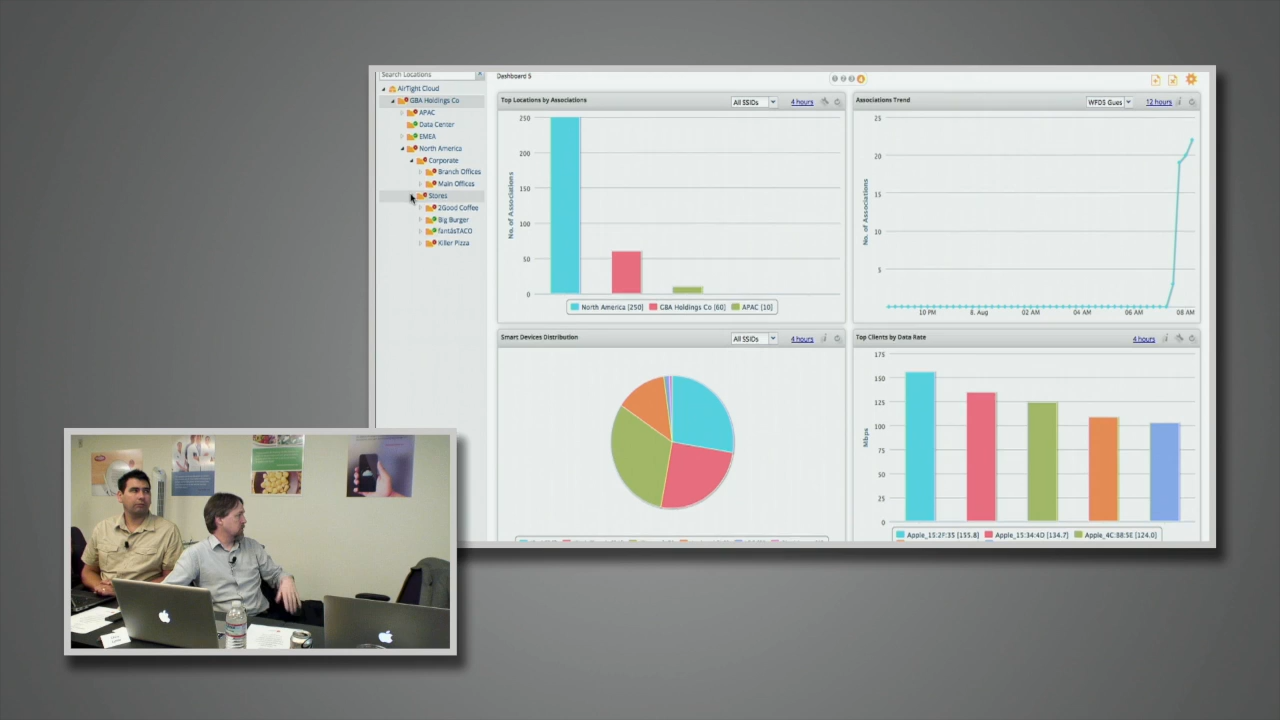 Search Locations
AirTight Cloud
GBA Holdings Co
APAC
Data Center
EMEA
North America
Corporate
Branch Offices
Main Offices
Stores
2Good Coffee
Big Burger
fantásTACO
Killer Pizza
Dashboard 5
1 2 3 4
Top Locations by Associations
All SSIDs
4 hours
250
200
150
100
50
0
No. of Associations
North America [250] GBA Holdings Co [60] APAC [10]
Associations Trend
WFDS Gues
12 hours
25
20
15
10
5
No. of Associations
10 PM 8. Aug 02 AM 04 AM 06 AM 08 AM
Smart Devices Distribution
All SSIDs
4 hours
Top Clients by Data Rate
4 hours
175
150
125
100
75
50
25
0
Mbps
Apple_15:2F:35 [155.8] Apple_15:34:4D [134.7] Apple_4C:88:5E [124.0]